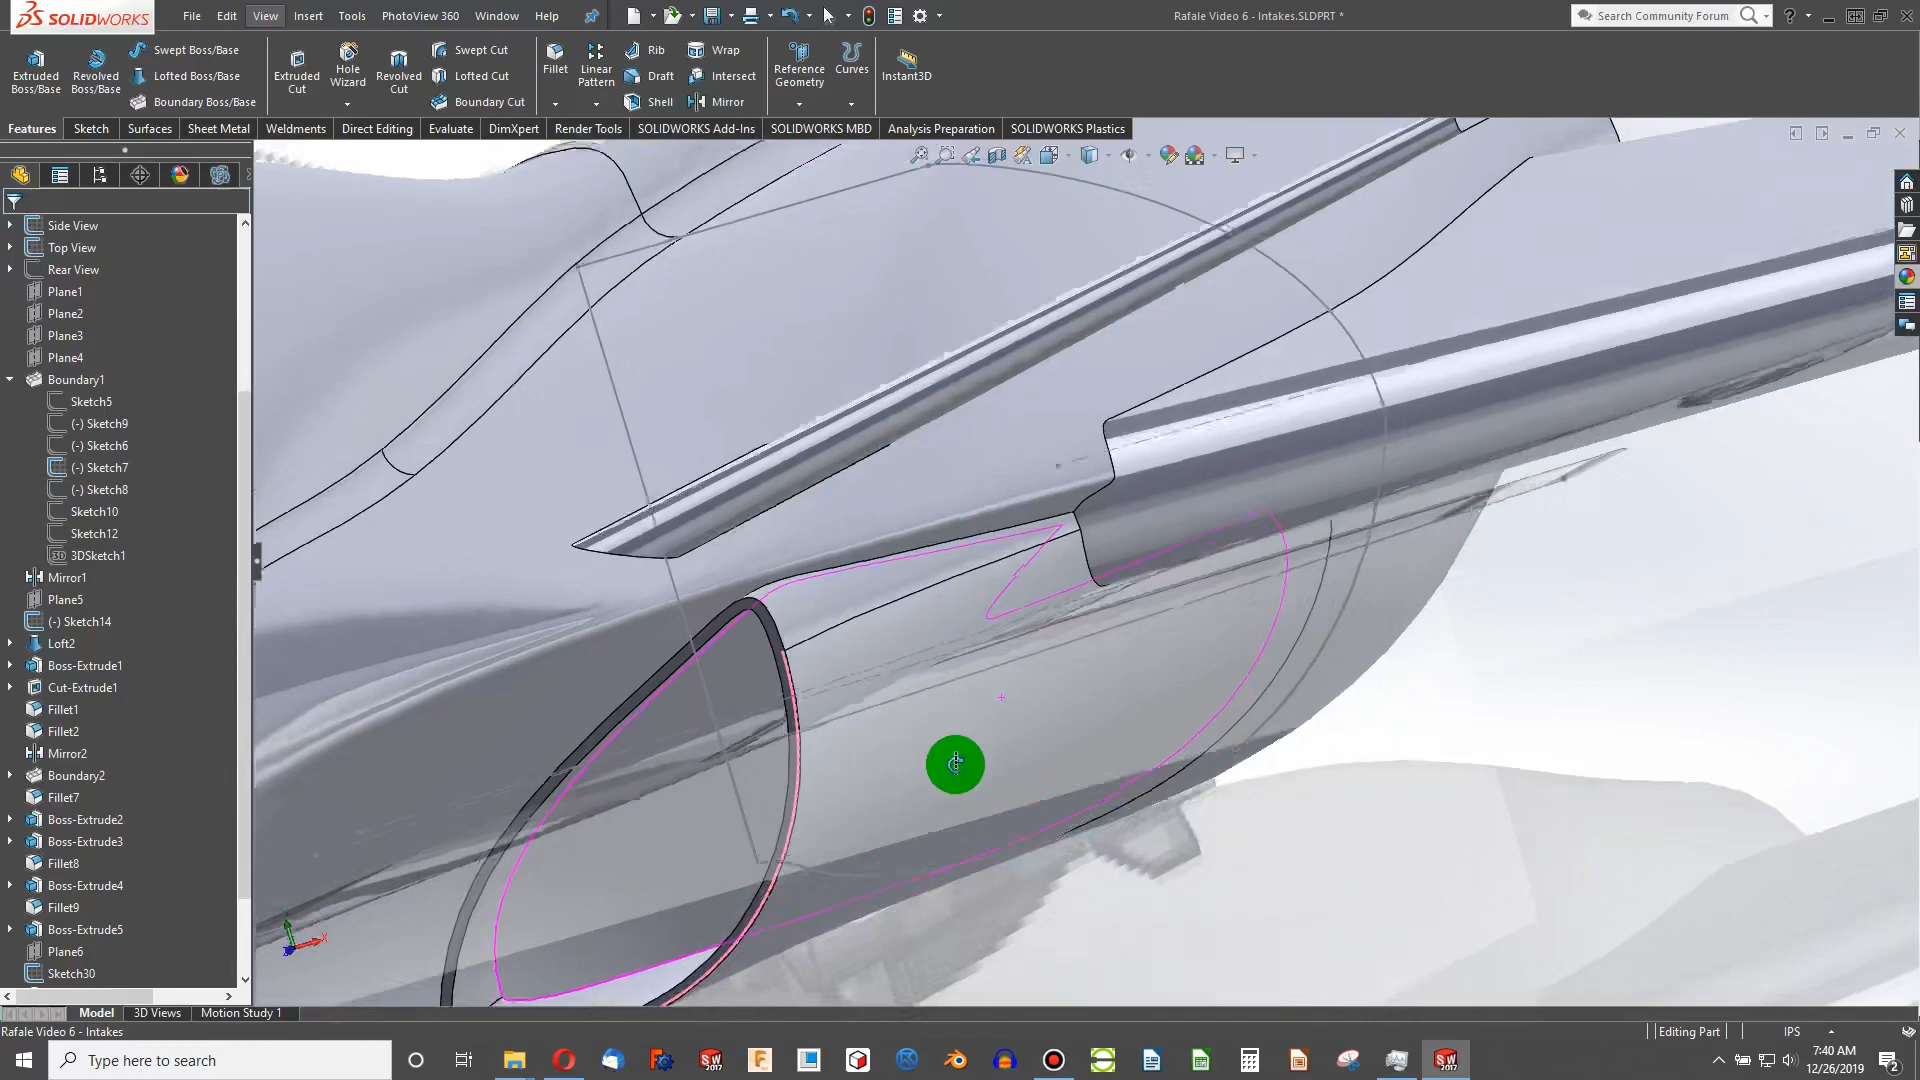 SOLIDWORKS
File Edit View Insert Tools PhotoView 360 Window Help
Rafale Video 6 - Intakes.SLDPRT *
Search Community Forum
Extruded Boss/Base
Revolved Boss/Base
Swept Boss/Base
Lofted Boss/Base
Boundary Boss/Base
Extruded Cut
Hole Wizard
Revolved Cut
Swept Cut
Lofted Cut
Boundary Cut
Fillet
Linear Pattern
Rib
Draft
Shell
Wrap
Intersect
Mirror
Reference Geometry
Curves
Instant3D
Features Sketch Surfaces Sheet Metal Weldments Direct Editing Evaluate DimXpert Render Tools SOLIDWORKS Add-Ins SOLIDWORKS MBD Analysis Preparation SOLIDWORKS Plastics
Side View
Top View
Rear View
Plane1
Plane2
Plane3
Plane4
Boundary1
Sketch5
(-) Sketch9
(-) Sketch6
(-) Sketch7
(-) Sketch8
Sketch10
Sketch12
3D 3DSketch1
Mirror1
Plane5
(-) Sketch14
Loft2
Boss-Extrude1
Cut-Extrude1
Fillet1
Fillet2
Mirror2
Boundary2
Fillet7
Boss-Extrude2
Boss-Extrude3
Fillet8
Boss-Extrude4
Fillet9
Boss-Extrude5
Plane6
Sketch30
X
Model 3D Views Motion Study 1
Rafale Video 6 - Intakes
Editing Part
IPS
Type here to search
SW 2017
SW 2017
7:40 AM
12/26/2019
2